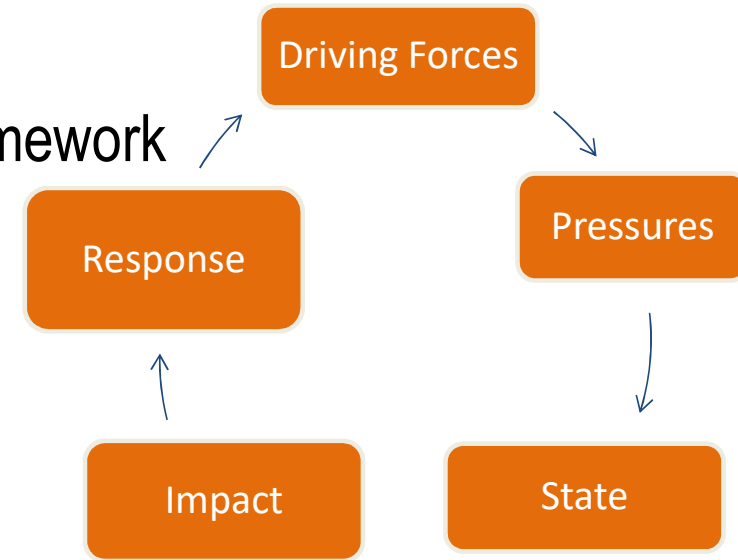 Driving Forces
mework
Pressures
Response
State
Impact